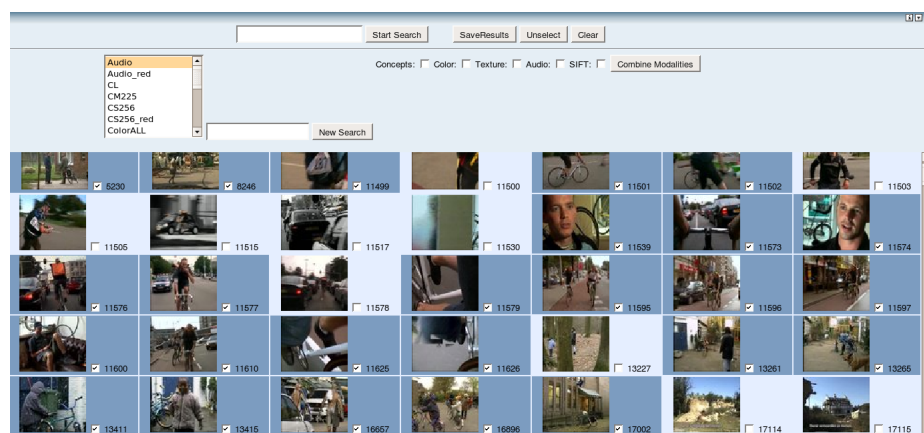 Start Search SaveResults Unselect Clear
Concepts: Color: Texture: Audio: SIFT: Combine Modalities
Audio
Audio_red
CL
CM225
CS256
CS256_red
ColorALL
New Search
5230 8246 11499 11500 11501 11502 11503
11505 11515 11517 11530 11539 11573 11574
11576 11577 11578 11579 11595 11596 11597
11600 11610 11625 11626 13227 13261 13265
13411 13415 16657 16896 17002 17114 17115